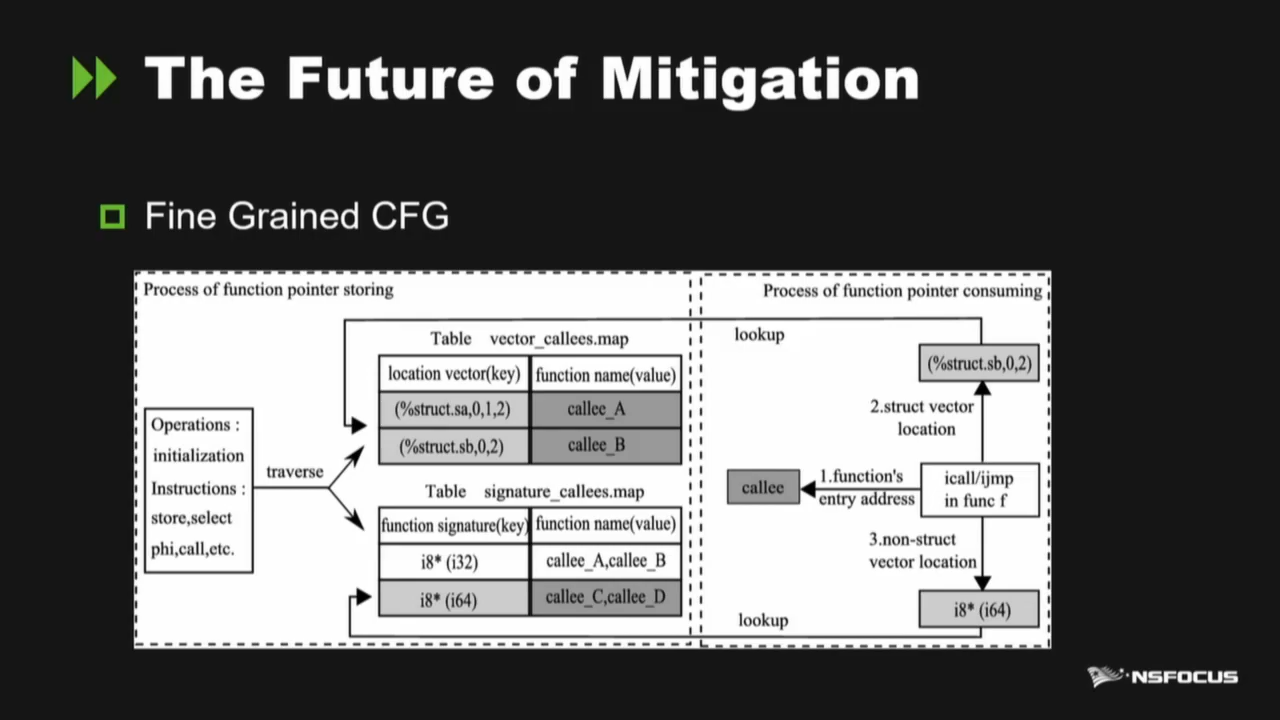 The Future of Mitigation
Fine Grained CFG
Process of function pointer storing
Operations :
initialization
Instructions :
store,select
phi,call,etc.
traverse
Table vector_callees.map
location vector(key) function name(value)
(%struct.sa,0,1,2) callee_A
(%struct.sb,0,2) callee_B
Table signature_callees.map
function signature(key) function name(value)
i8* (i32) callee_A,callee_B
i8* (i64) callee_C,callee_D
Process of function pointer consuming
lookup
(%struct.sb,0,2)
2.struct vector
location
callee
1.function's
entry address
icall/ijmp
in func f
3.non-struct
vector location
i8* (i64)
lookup
NSFOCUS